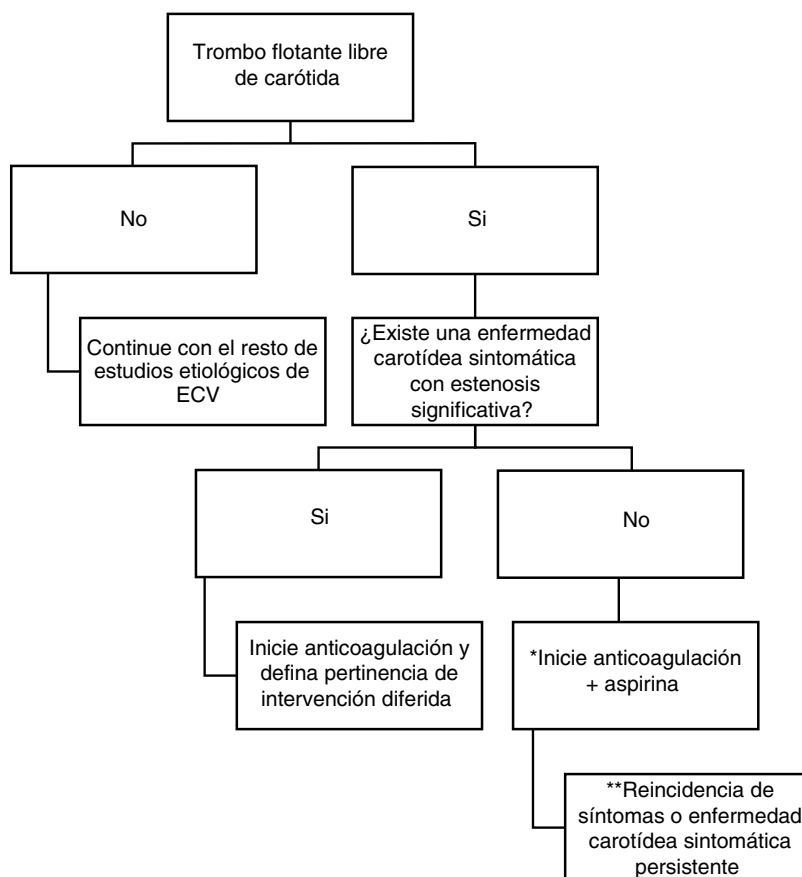 Trombo flotante libre
de carótida
No
Si
Continue con el resto de
estudios etiológicos de
ECV
¿Existe una enfermedad
carotídea sintomática
con estenosis
significativa?
Si
No
Inicie anticoagulación y
defina pertinencia de
intervención diferida
*Inicie anticoagulación
+ aspirina
**Reincidencia de
síntomas o enfermedad
carotídea sintomática
persistente